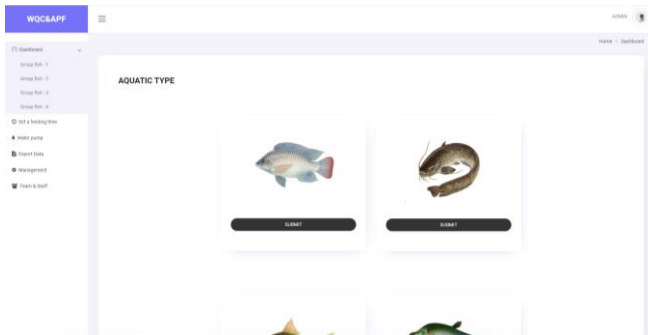 WQC&APF
ADMIN
Home / Dashboard
Dashboard
Group fish : 1
Group fish : 2
Group fish : 3
Group fish : 4
Set a feeding time
Water pump
Export Data
Management
Team & Staff
AQUATIC TYPE
SUBMIT
SUBMIT